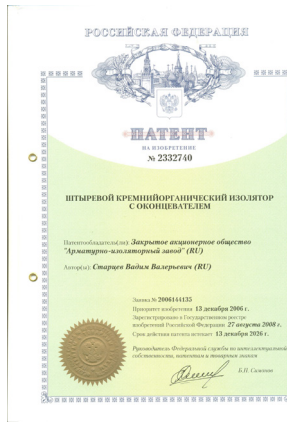 РОССИЙСКАЯ ФЕДЕРАЦИЯ
ПАТЕНТ
НА ИЗОБРЕТЕНИЕ
№ 2332740
ШТЫРЕВОЙ КРЕМНИЙОРГАНИЧЕСКИЙ ИЗОЛЯТОР
С ОКОНЦЕВАТЕЛЕМ
Патентообладатель(ли): Закрытое акционерное общество
"Арматурно-изоляторный завод" (RU)
Автор(ы): Старцев Вадим Валерьевич (RU)
Заявка № 2006144135
Приоритет изобретения 13 декабря 2006 г.
Зарегистрировано в Государственном реестре
изобретений Российской Федерации 27 августа 2008 г.
Срок действия патента истекает 13 декабря 2026 г.
Руководитель Федеральной службы по интеллектуальной
собственности, патентам и товарным знакам
Б.П. Симонов